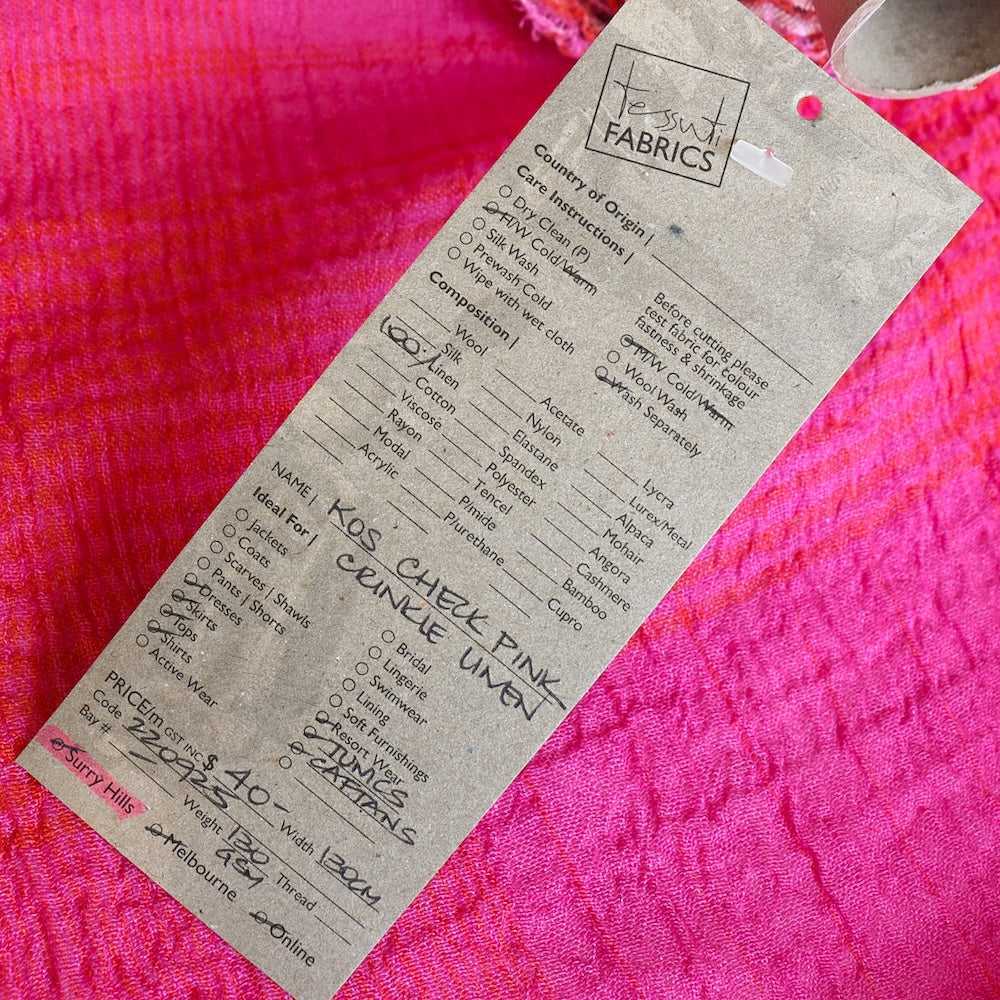 tessuti
FABRICS
Country of Origin |
Care Instructions |
Dry Clean (P)
H/W Cold/Warm
Silk Wash
Prewash Cold
Wipe with wet cloth
Before cutting please
test fabric for colour
fastness & shrinkage
M/W Cold/Warm
Wool Wash
Wash Separately
Composition |
Wool
Silk
100% Linen
Cotton
Viscose
Rayon
Modal
Acrylic
Acetate
Nylon
Elastane
Spandex
Polyester
Tencel
P/mide
P/urethane
Lycra
Lurex/Metal
Alpaca
Mohair
Angora
Cashmere
Bamboo
Cupro
NAME | KOS CHECK PINK
CRINKLE LINEN
Ideal For |
Jackets
Coats
Scarves | Shawls
Pants | Shorts
Dresses
Skirts
Tops
Shirts
Active Wear
Bridal
Lingerie
Swimwear
Lining
Soft Furnishings
Resort Wear
TUNICS
CAFTANS
PRICE/m GST INC $ 40-
Width 130CM
Code 220923
Weight 130 GSM
Thread
Bay #
Surry Hills
Melbourne
Online